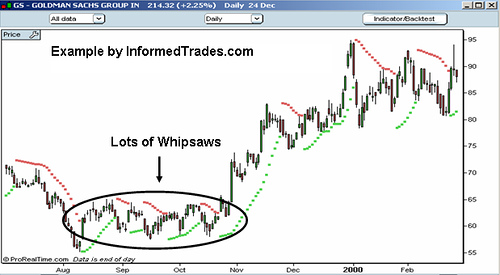 GS - GOLDMAN SACHS GROUP IN 214.32 (+2.25%) Daily 24 Dec
All data Daily Indicator/Backtest
Price
Example by InformedTrades.com
Lots of Whipsaws
95
90
85
80
75
70
65
60
55
© ProRealTime.com Data is end of day
Aug Sep Oct Nov Dec 2000 Feb